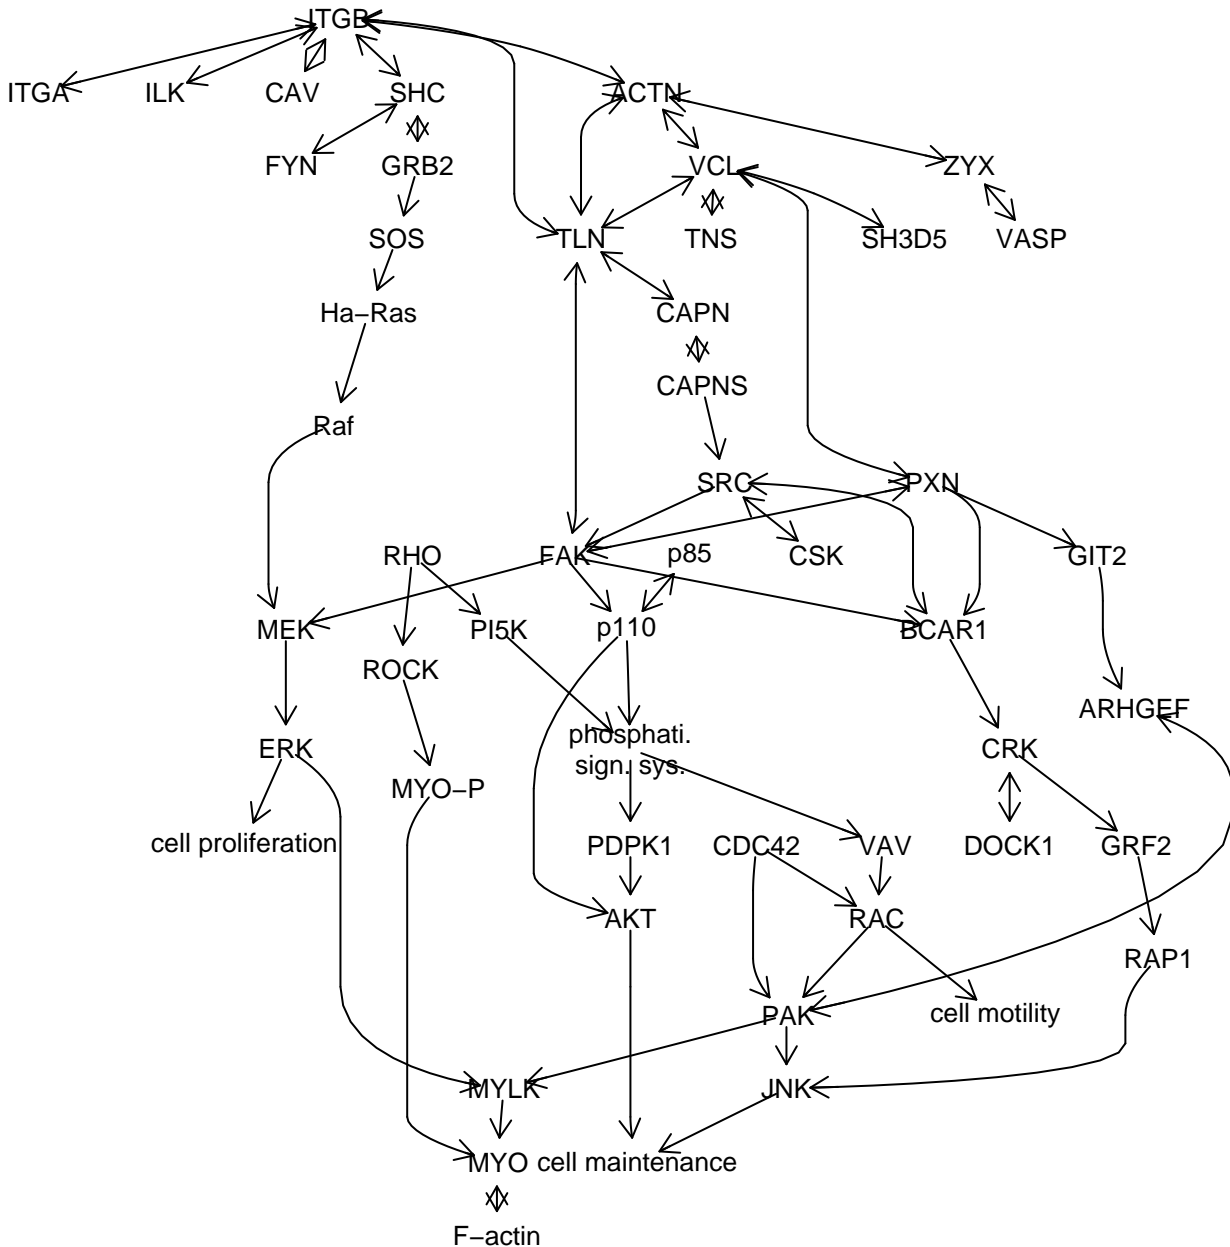 ITGB
ITGA
ILK
CAV
SHC
ACTN
FYN
GRB2
VCL
ZYX
SOS
TLN
TNS
SH3D5
VASP
Ha−Ras
CAPN
CAPNS
Raf
SRC
PXN
RHO
FAK
p85
CSK
GIT2
MEK
PI5K
p110
BCAR1
ROCK
ARHGEF
ERK
phosphati.
sign. sys.
CRK
MYO−P
cell proliferation
PDPK1
CDC42
VAV
DOCK1
GRF2
AKT
RAC
RAP1
PAK
cell motility
MYLK
JNK
MYO
cell maintenance
F−actin